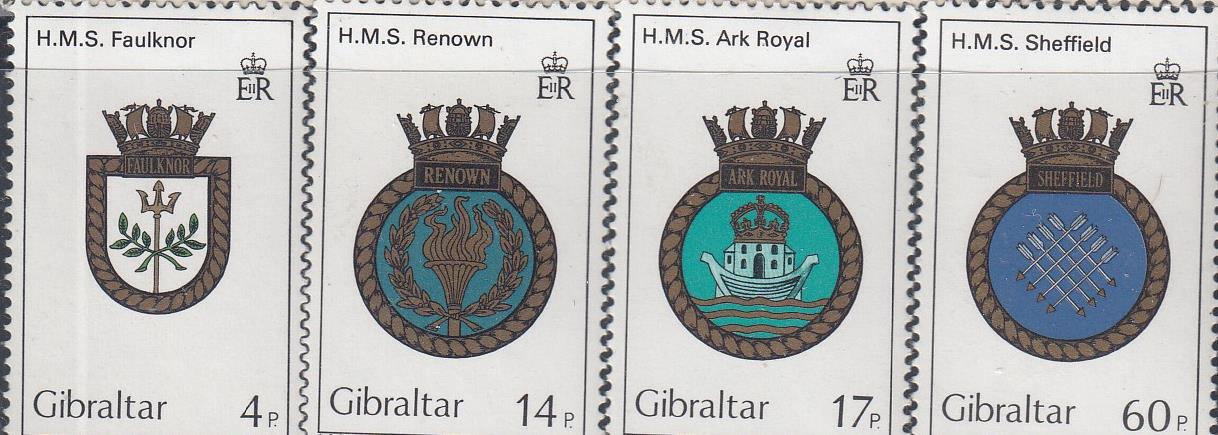 H.M.S. Faulknor
EIIR
FAULKNOR
Gibraltar 4P.
H.M.S. Renown
EIIR
RENOWN
Gibraltar 14P.
H.M.S. Ark Royal
EIIR
ARK ROYAL
Gibraltar 17P.
H.M.S. Sheffield
EIIR
SHEFFIELD
Gibraltar 60P.